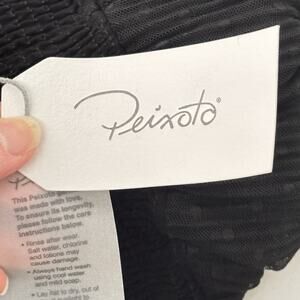 Peixoto®
This Peixoto
was made with love.
To ensure its longevity,
please follow the care
instructions below.
• Rinse after wear.
Salt water, chlorine
and lotions
may cause damage.
• Always hand wash
using cool water
and mild soap.
• Lay flat to dry, out of